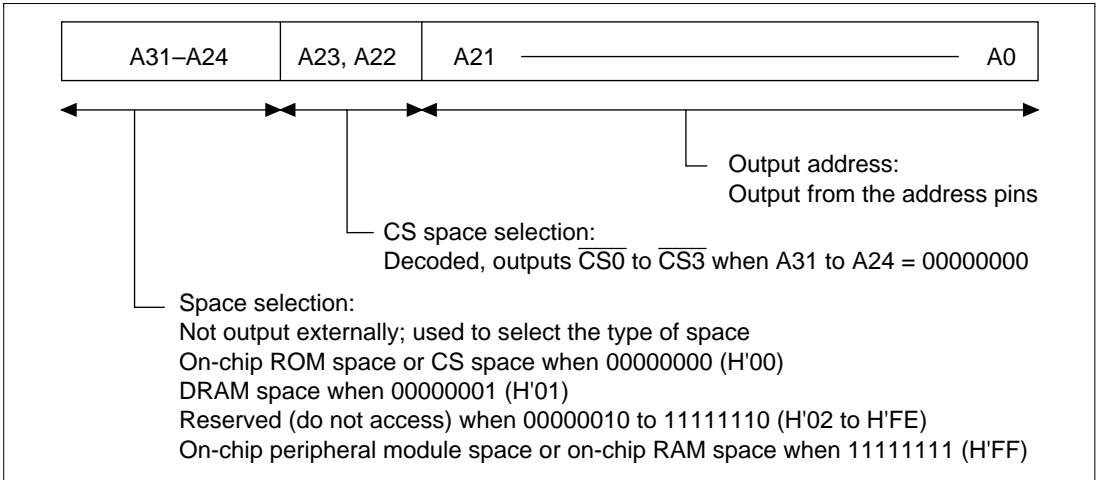 A31–A24 A23, A22 A21 A0
Output address:
Output from the address pins
CS space selection:
Decoded, outputs C̅S̅0̅ to C̅S̅3̅ when A31 to A24 = 00000000
Space selection:
Not output externally; used to select the type of space
On-chip ROM space or CS space when 00000000 (H'00)
DRAM space when 00000001 (H'01)
Reserved (do not access) when 00000010 to 11111110 (H'02 to H'FE)
On-chip peripheral module space or on-chip RAM space when 11111111 (H'FF)